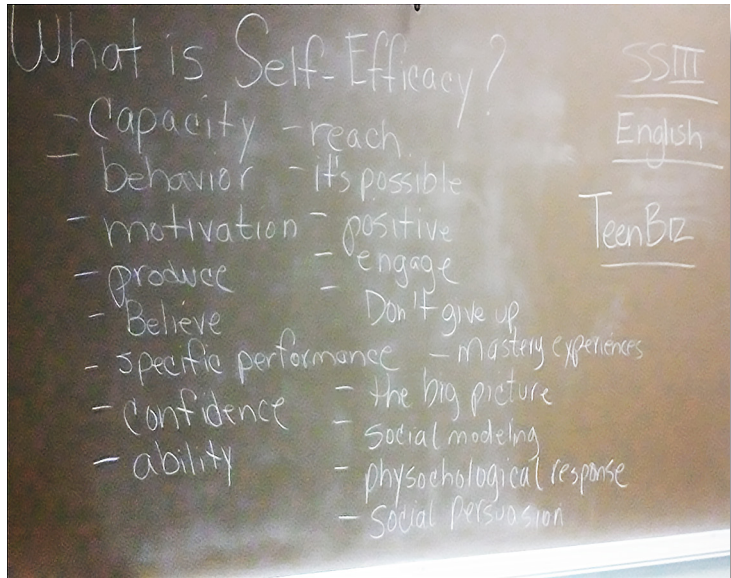 What is Self-Efficacy?
- Capacity
- behavior
- motivation
- produce
- Believe
- specific performance
- confidence
- ability
- reach
- it's possible
- positive
- engage
- Don't give up
- mastery experiences
- the big picture
- social modeling
- physochological response
- Social Persuasion
SSIII
English
TeenBiz